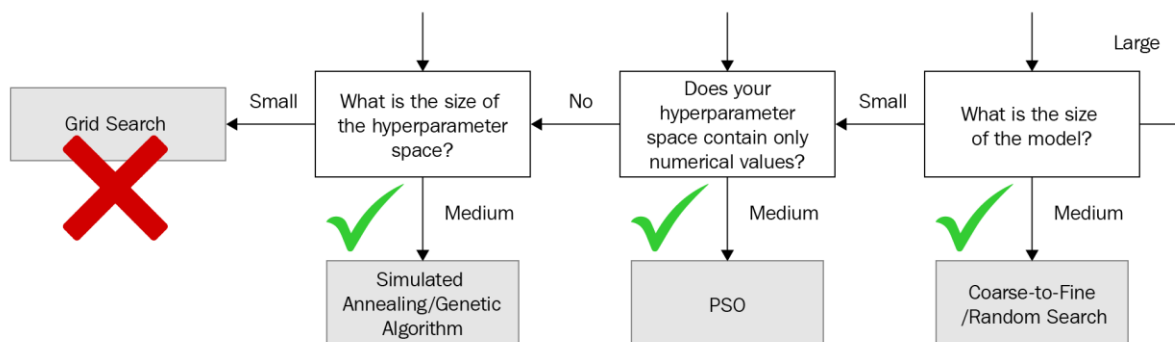 Large
Grid Search
Small
What is the size of
the hyperparameter
space?
No
Does your
hyperparameter
space contain only
numerical values?
Small
What is the size
of the model?
Medium
Medium
Medium
Simulated
Annealing/Genetic
Algorithm
PSO
Coarse-to-Fine
/Random Search